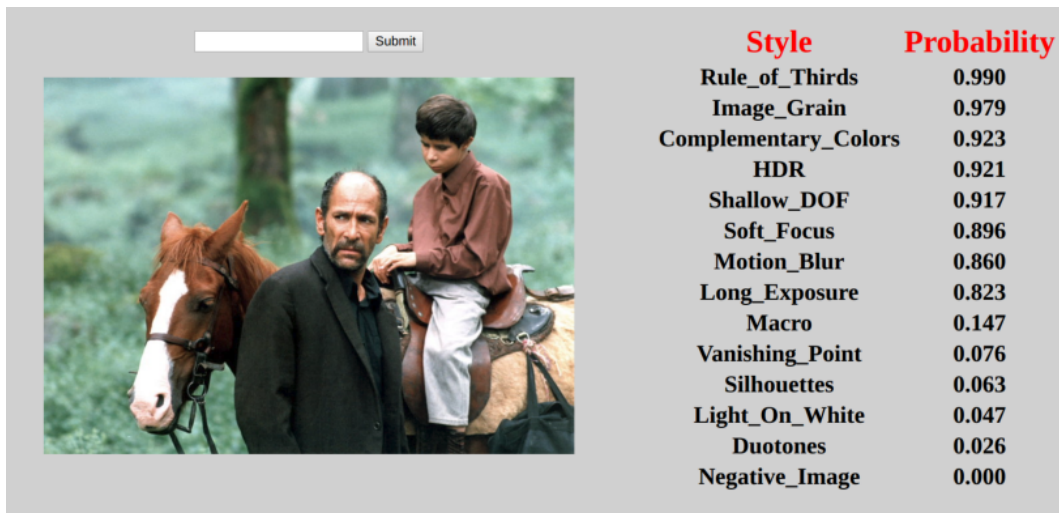 Submit
Style Probability
Rule_of_Thirds 0.990
Image_Grain 0.979
Complementary_Colors 0.923
HDR 0.921
Shallow_DOF 0.917
Soft_Focus 0.896
Motion_Blur 0.860
Long_Exposure 0.823
Macro 0.147
Vanishing_Point 0.076
Silhouettes 0.063
Light_On_White 0.047
Duotones 0.026
Negative_Image 0.000